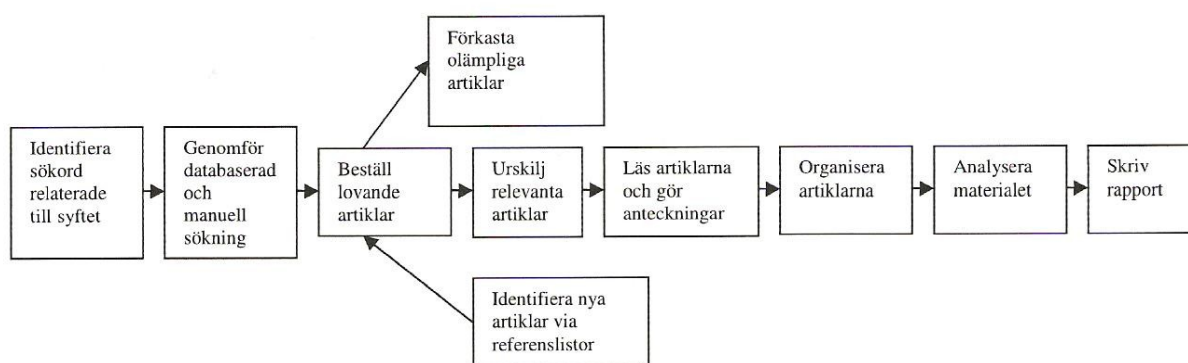 Förkasta
olämpliga
artiklar
Identifiera
sökord
relaterade
till syftet
Genomför
databaserad
och
manuell
sökning
Beställ
lovande
artiklar
Urskilj
relevanta
artiklar
Läs artiklarna
och gör
anteckningar
Organisera
artiklarna
Analysera
materialet
Skriv
rapport
Identifiera nya
artiklar via
referenslistor